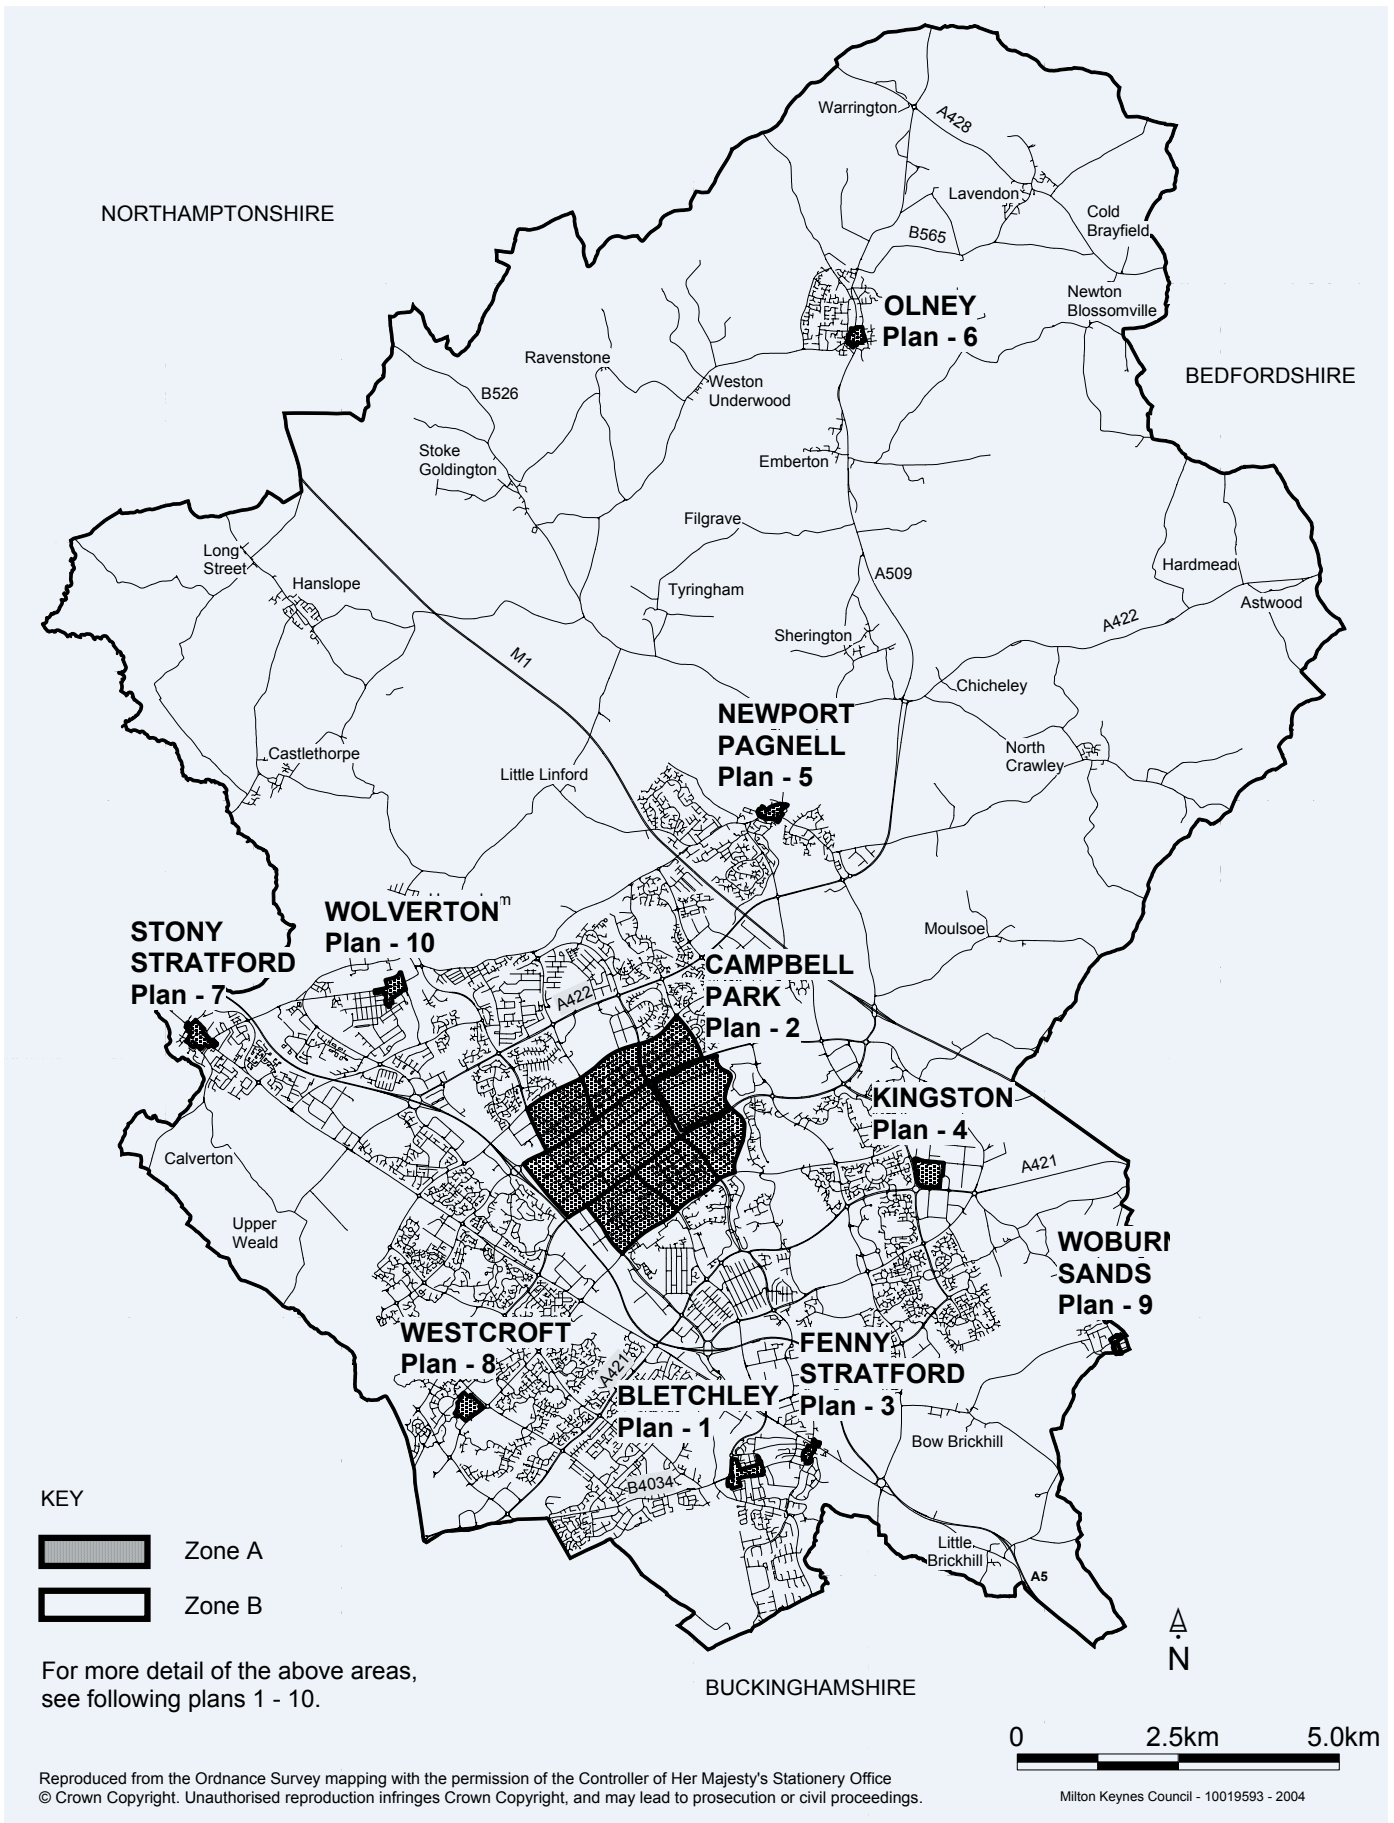 Warrington
A428
Lavendon
Cold
Brayfield
B565
NORTHAMPTONSHIRE
Newton
Blossomville
OLNEY
Plan - 6
Ravenstone
Weston
Underwood
BEDFORDSHIRE
B526
Stoke
Goldington
Emberton
Filgrave
Long
Street
Hanslope
A509
Hardmead
Tyringham
Astwood
A422
Sherington
M1
Chicheley
NEWPORT
PAGNELL
Plan - 5
North
Crawley
Castlethorpe
Little Linford
WOLVERTON
Plan - 10
m
STONY
STRATFORD
Plan - 7
Moulsoe
CAMPBELL
PARK
Plan - 2
A422
KINGSTON
Plan - 4
Calverton
A421
Upper
Weald
WOBURN
SANDS
Plan - 9
WESTCROFT
Plan - 8
FENNY
STRATFORD
Plan - 3
A421
BLETCHLEY
Plan - 1
Bow Brickhill
B4034
Little
Brickhill
A5
KEY
Zone A
Zone B
N
For more detail of the above areas,
see following plans 1 - 10.
BUCKINGHAMSHIRE
0 2.5km 5.0km
Reproduced from the Ordnance Survey mapping with the permission of the Controller of Her Majesty's Stationery Office
© Crown Copyright. Unauthorised reproduction infringes Crown Copyright, and may lead to prosecution or civil proceedings.
Milton Keynes Council - 10019593 - 2004